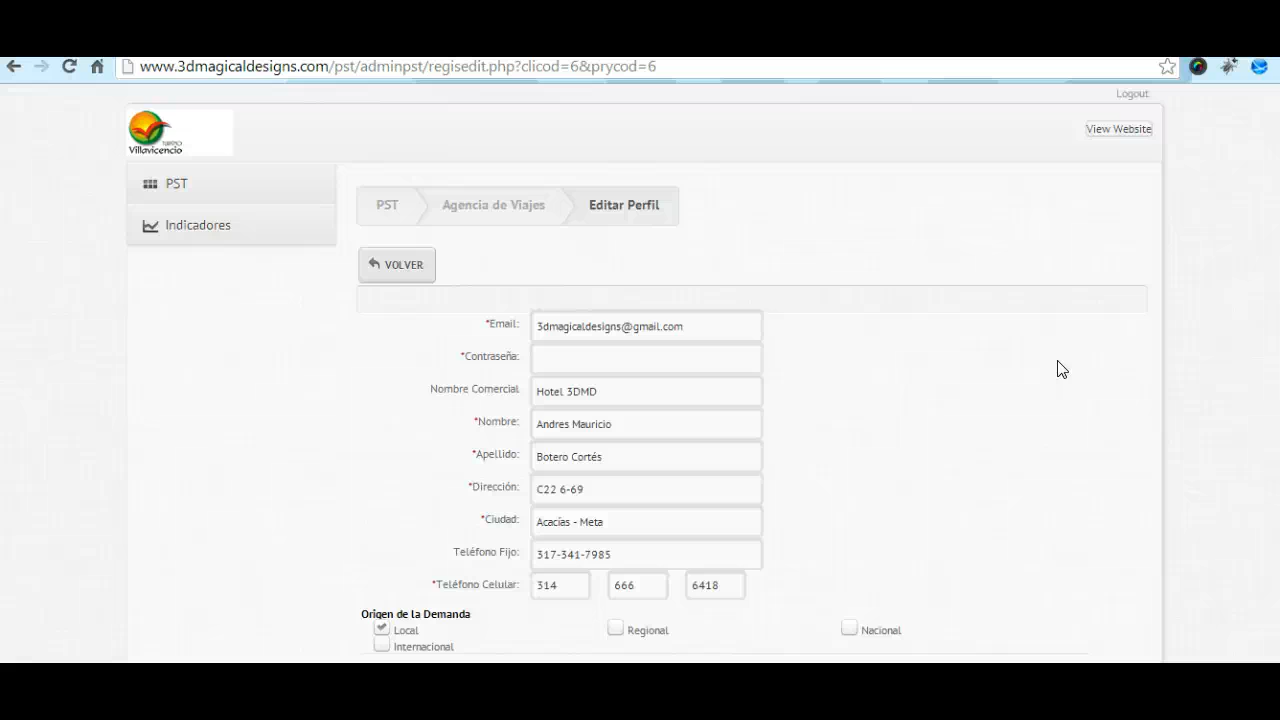 www.3dmagicaldesigns.com/pst/adminpst/regisedit.php?clicod=6&prycod=6
Logout
turismo
Villavicencio
View Website
PST
Indicadores
PST Agencia de Viajes Editar Perfil
VOLVER
*Email: 3dmagicaldesigns@gmail.com
*Contraseña:
Nombre Comercial Hotel 3DMD
*Nombre: Andres Mauricio
*Apellido: Botero Cortés
*Dirección: C22 6-69
*Ciudad: Acacías - Meta
Teléfono Fijo: 317-341-7985
*Teléfono Celular: 314 666 6418
Origen de la Demanda
Local Regional Nacional
Internacional